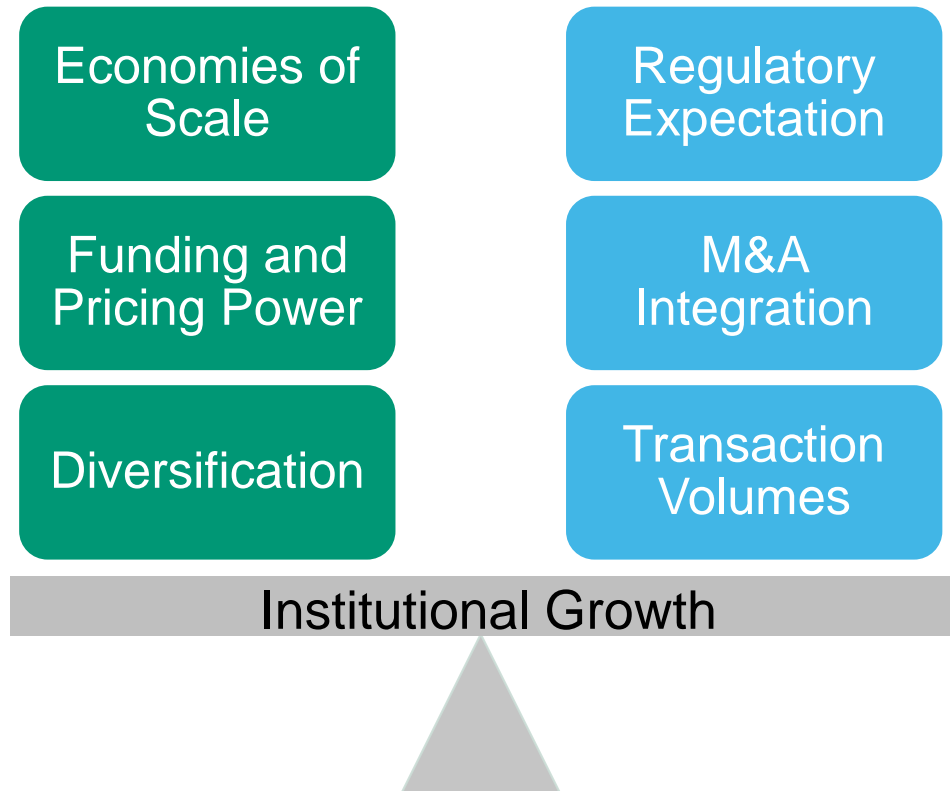 Economies of
Scale
Funding and
Pricing Power
Diversification
Regulatory
Expectation
M&A
Integration
Transaction
Volumes
Institutional Growth